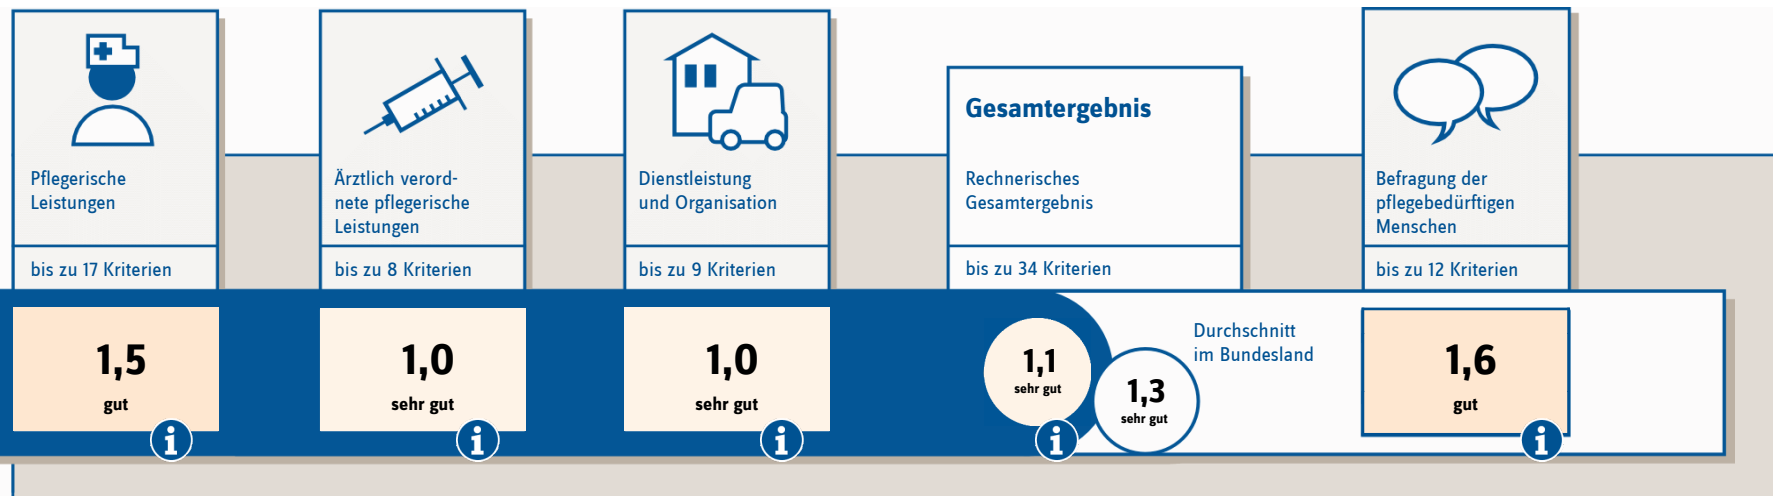 Pflegerische
Leistungen
bis zu 17 Kriterien
1,5
gut
i
Ärztlich verord-
nete pflegerische
Leistungen
bis zu 8 Kriterien
1,0
sehr gut
i
Dienstleistung
und Organisation
bis zu 9 Kriterien
1,0
sehr gut
i
Gesamtergebnis
Rechnerisches
Gesamtergebnis
bis zu 34 Kriterien
1,1
sehr gut
i
1,3
sehr gut
Durchschnitt
im Bundesland
Befragung der
pflegebedürftigen
Menschen
bis zu 12 Kriterien
1,6
gut
i